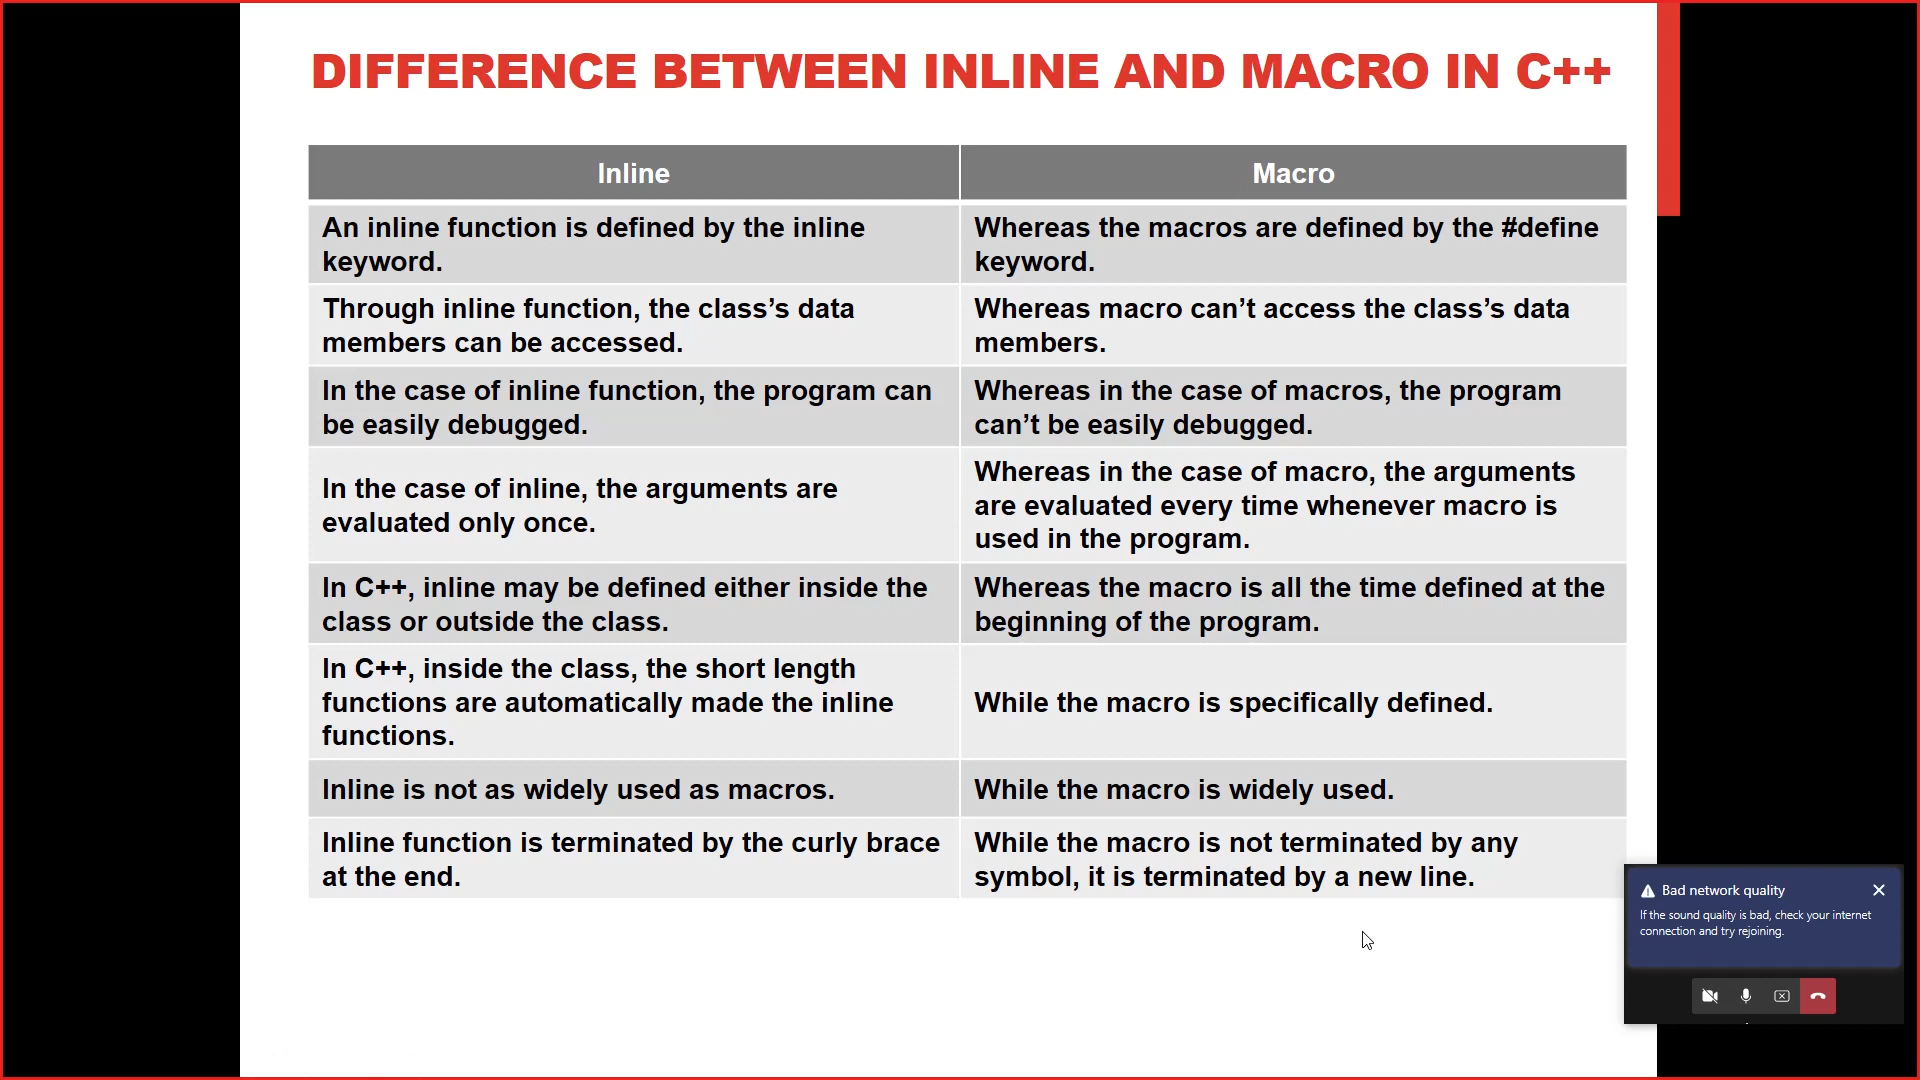 DIFFERENCE BETWEEN INLINE AND MACRO IN C++
Inline
Macro
An inline function is defined by the inline
keyword.
Whereas the macros are defined by the #define
keyword.
Through inline function, the class’s data
members can be accessed.
Whereas macro can’t access the class’s data
members.
In the case of inline function, the program can
be easily debugged.
Whereas in the case of macros, the program
can’t be easily debugged.
In the case of inline, the arguments are
evaluated only once.
Whereas in the case of macro, the arguments
are evaluated every time whenever macro is
used in the program.
In C++, inline may be defined either inside the
class or outside the class.
Whereas the macro is all the time defined at the
beginning of the program.
In C++, inside the class, the short length
functions are automatically made the inline
functions.
While the macro is specifically defined.
Inline is not as widely used as macros.
While the macro is widely used.
Inline function is terminated by the curly brace
at the end.
While the macro is not terminated by any
symbol, it is terminated by a new line.
Bad network quality
If the sound quality is bad, check your internet
connection and try rejoining.